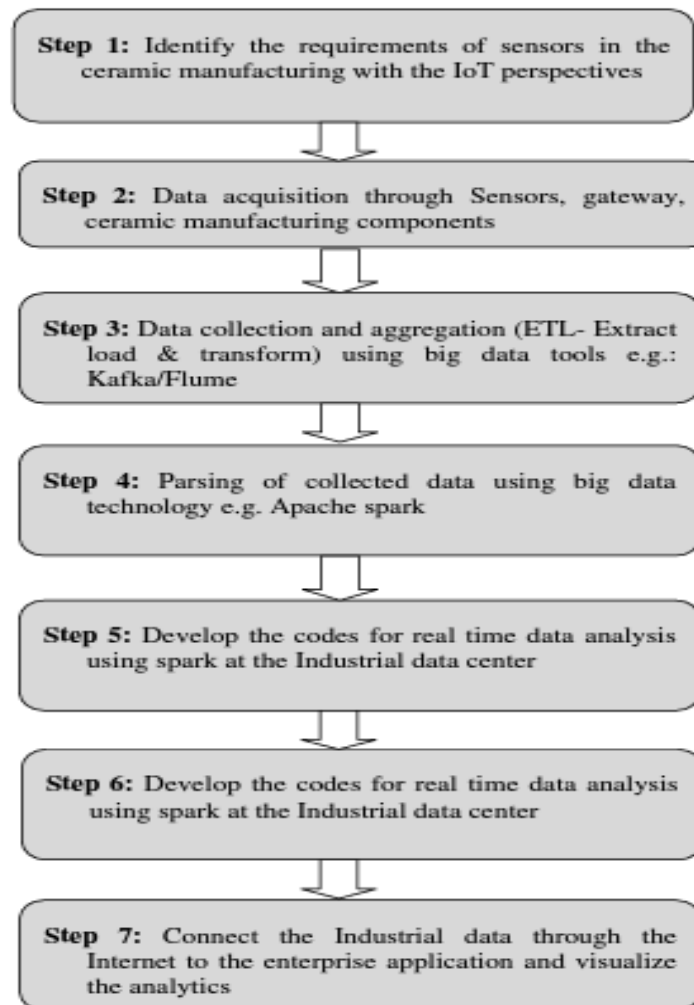 Step 1: Identify the requirements of sensors in the
ceramic manufacturing with the IoT perspectives
Step 2: Data acquisition through Sensors, gateway,
ceramic manufacturing components
Step 3: Data collection and aggregation (ETL- Extract
load & transform) using big data tools e.g.:
Kafka/Flume
Step 4: Parsing of collected data using big data
technology e.g. Apache spark
Step 5: Develop the codes for real time data analysis
using spark at the Industrial data center
Step 6: Develop the codes for real time data analysis
using spark at the Industrial data center
Step 7: Connect the Industrial data through the
Internet to the enterprise application and visualize
the analytics